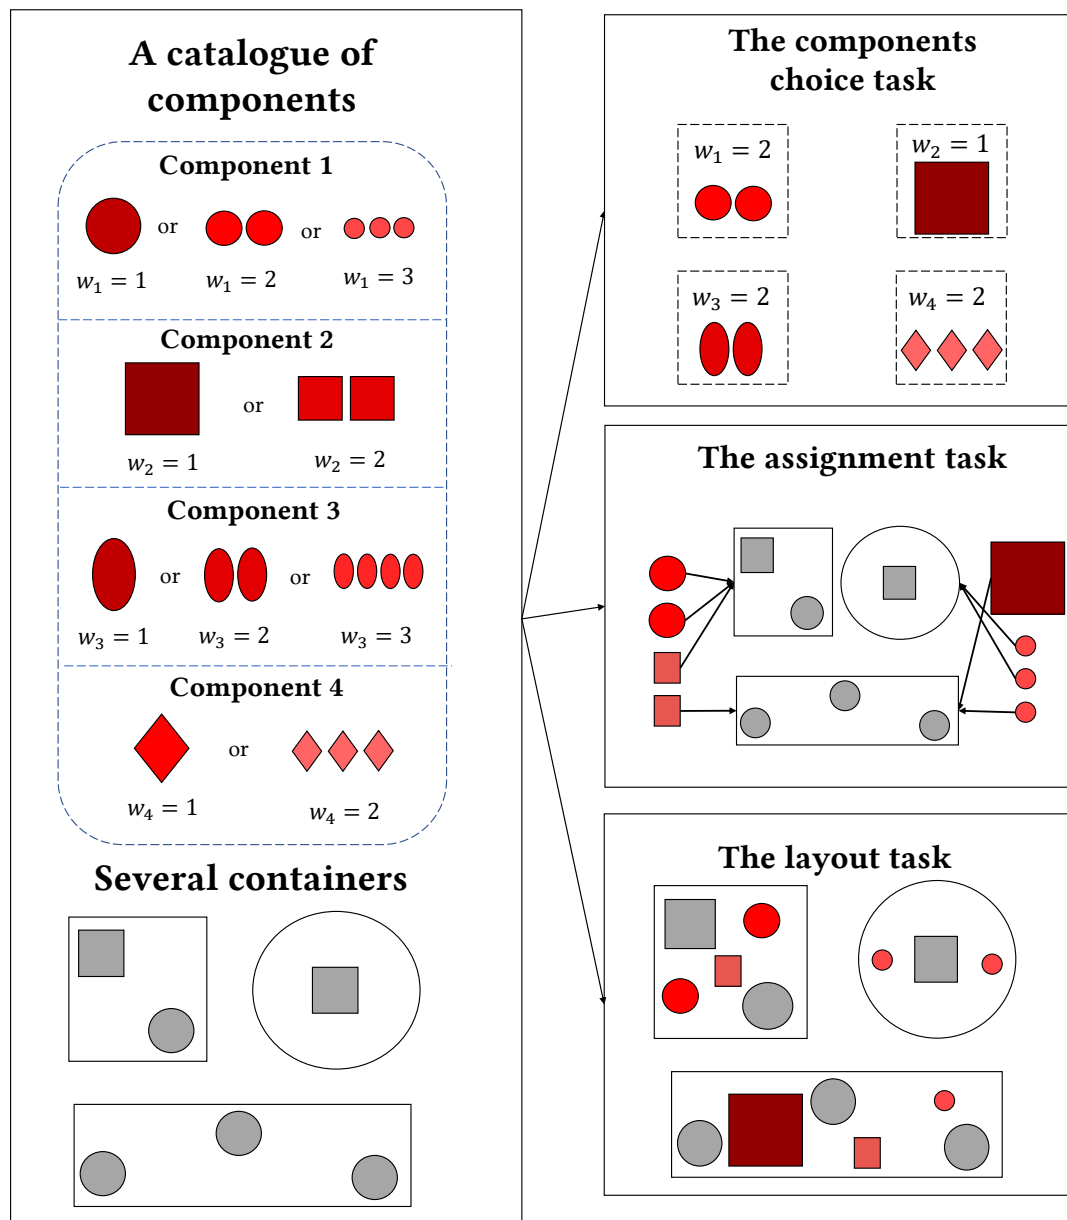 A catalogue of
components
Component 1
or or
w₁ = 1 w₁ = 2 w₁ = 3
Component 2
or
w₂ = 1 w₂ = 2
Component 3
or or
w₃ = 1 w₃ = 2 w₃ = 3
Component 4
or
w₄ = 1 w₄ = 2
Several containers
The components
choice task
w₁ = 2 w₂ = 1
w₃ = 2 w₄ = 2
The assignment task
The layout task